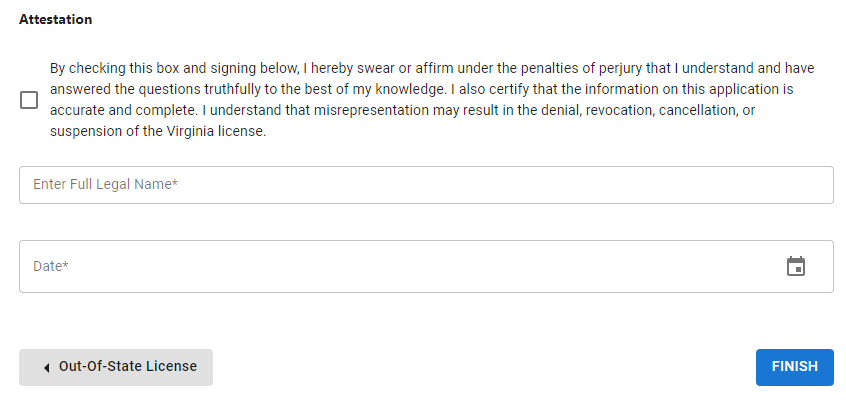 Attestation
By checking this box and signing below, I hereby swear or affirm under the penalties of perjury that I understand and have
answered the questions truthfully to the best of my knowledge. I also certify that the information on this application is
accurate and complete. I understand that misrepresentation may result in the denial, revocation, cancellation, or
suspension of the Virginia license.
Enter Full Legal Name*
Date*
Out-Of-State License
FINISH